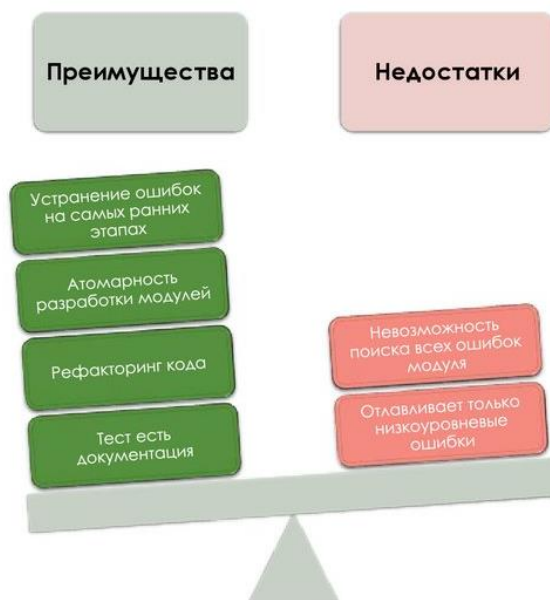 Преимущества
Недостатки
Устранение ошибок
на самых ранних
этапах
Атомарность
разработки модулей
Рефакторинг кода
Тест есть
документация
Невозможность
поиска всех ошибок
модуля
Отлавливает только
низкоуровневые
ошибки